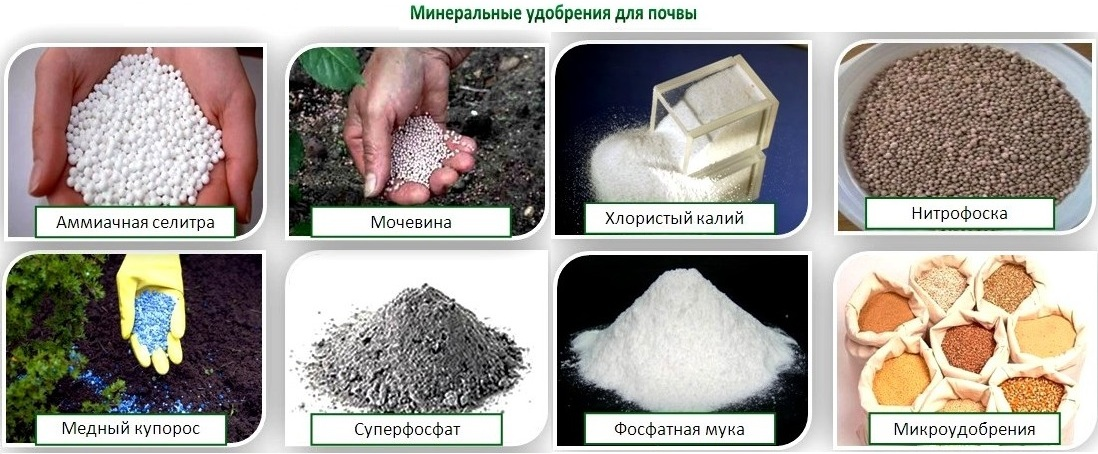 Минеральные удобрения для почвы
Аммиачная селитра
Мочевина
Хлористый калий
Нитрофоска
Медный купорос
Суперфосфат
Фосфатная мука
Микроудобрения